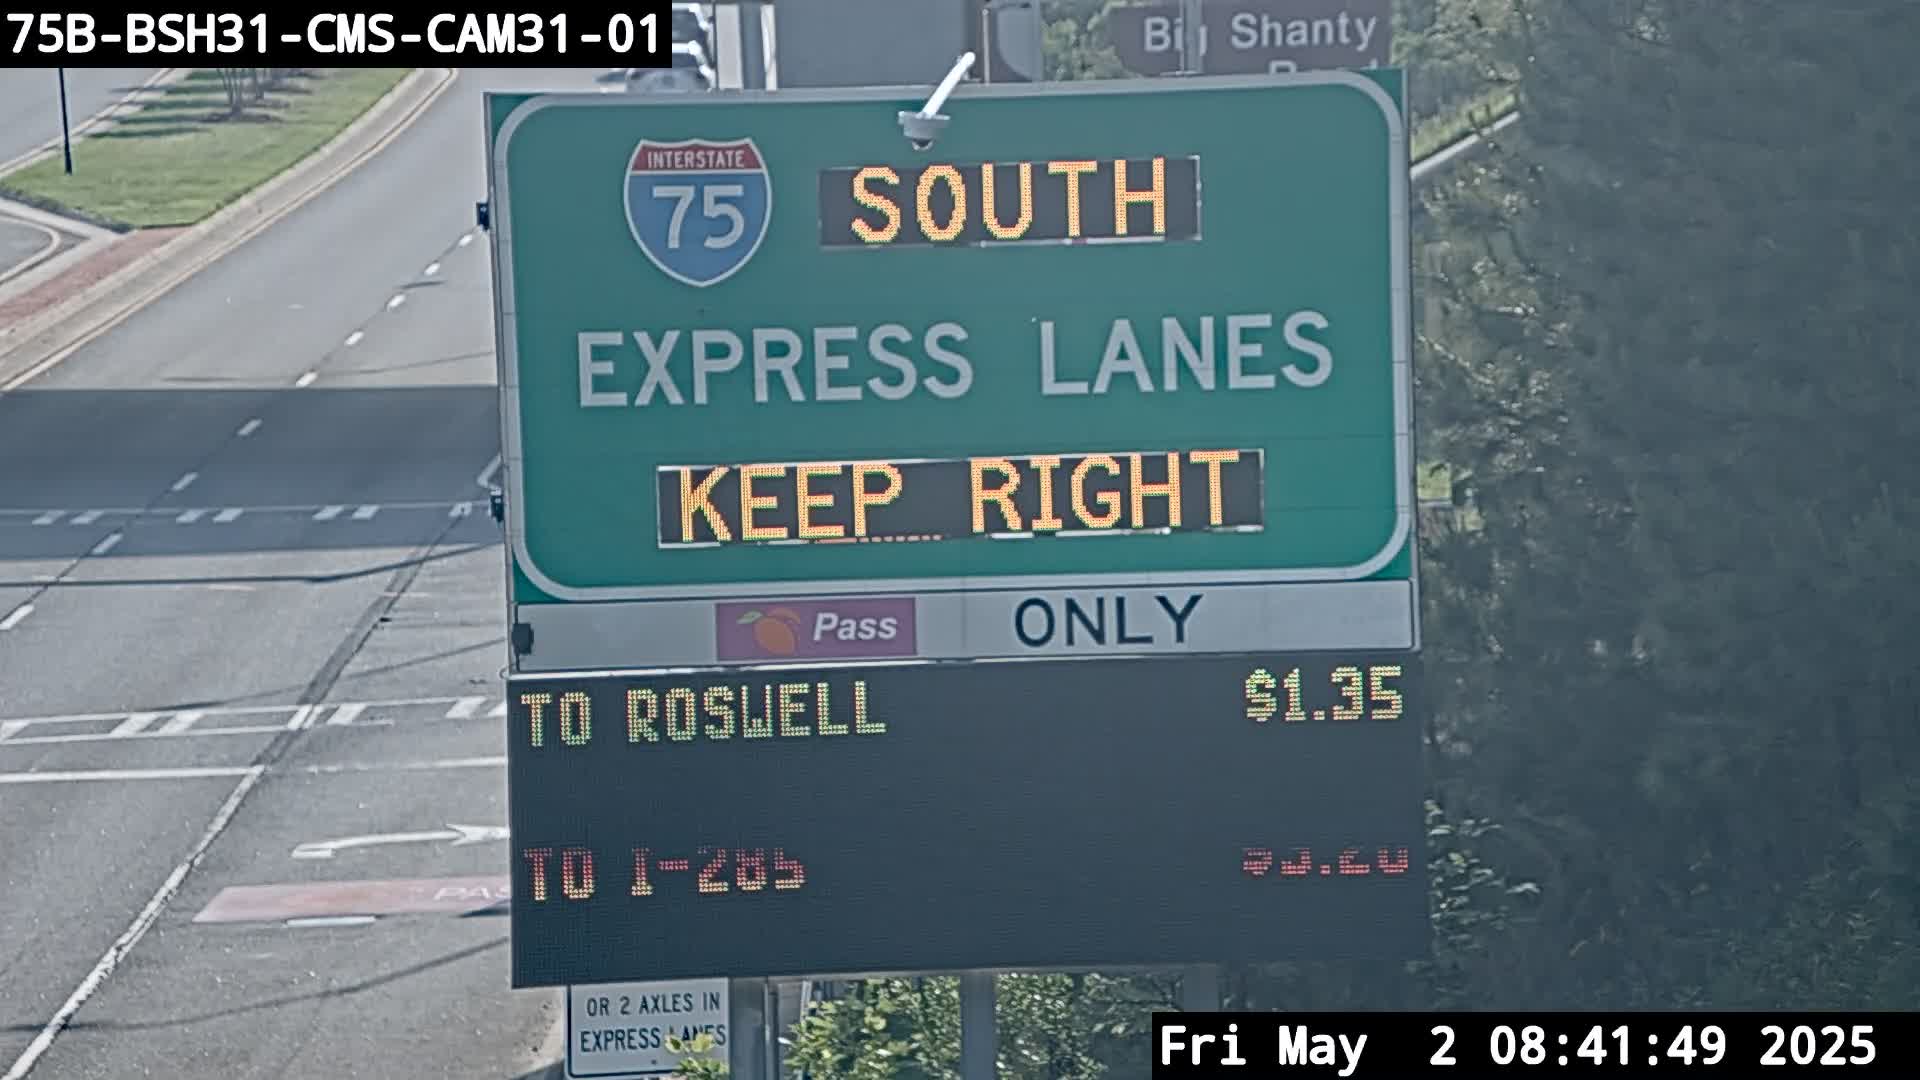 75B-BSH31-CMS-CAM31-01
Big Shanty
INTERSTATE
75
SOUTH
EXPRESS LANES
KEEP RIGHT
Pass
ONLY
TO ROSWELL $1.35
TO I-285
OR 2 AXLES IN
EXPRESS LANES
Fri May 2 08:41:49 2025